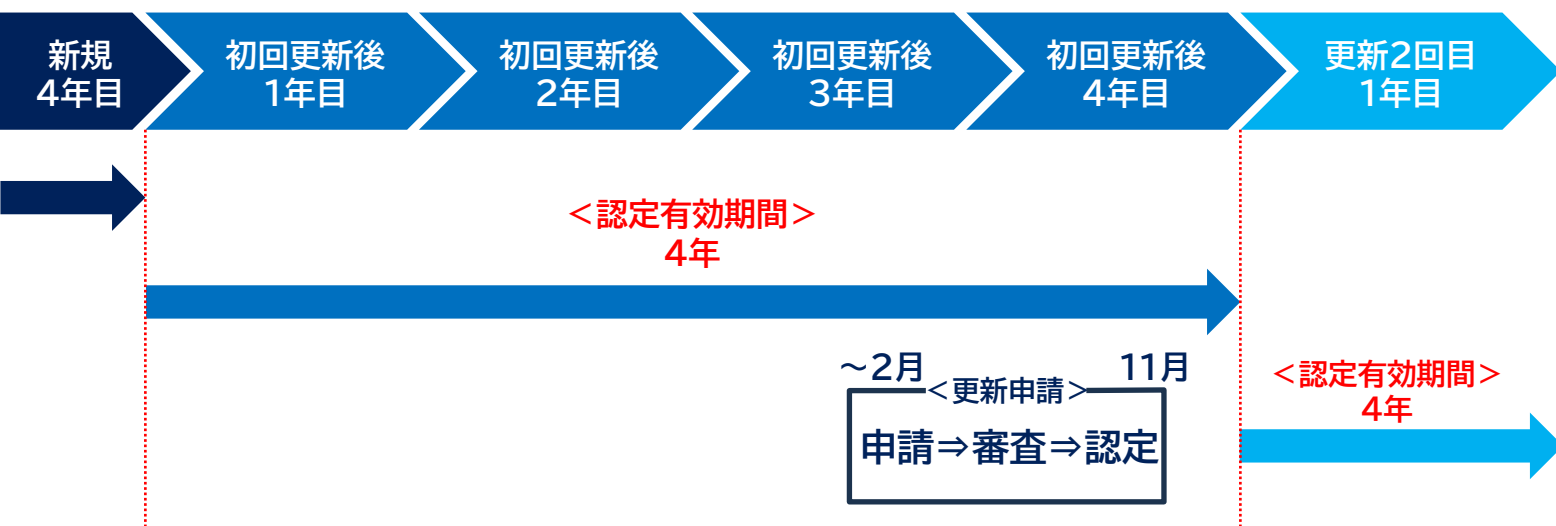 新規
4年目
初回更新後
1年目
初回更新後
2年目
初回更新後
3年目
初回更新後
4年目
更新2回目
1年目
＜認定有効期間＞
4年
～2月
11月
＜更新申請＞
申請⇒審査⇒認定
＜認定有効期間＞
4年